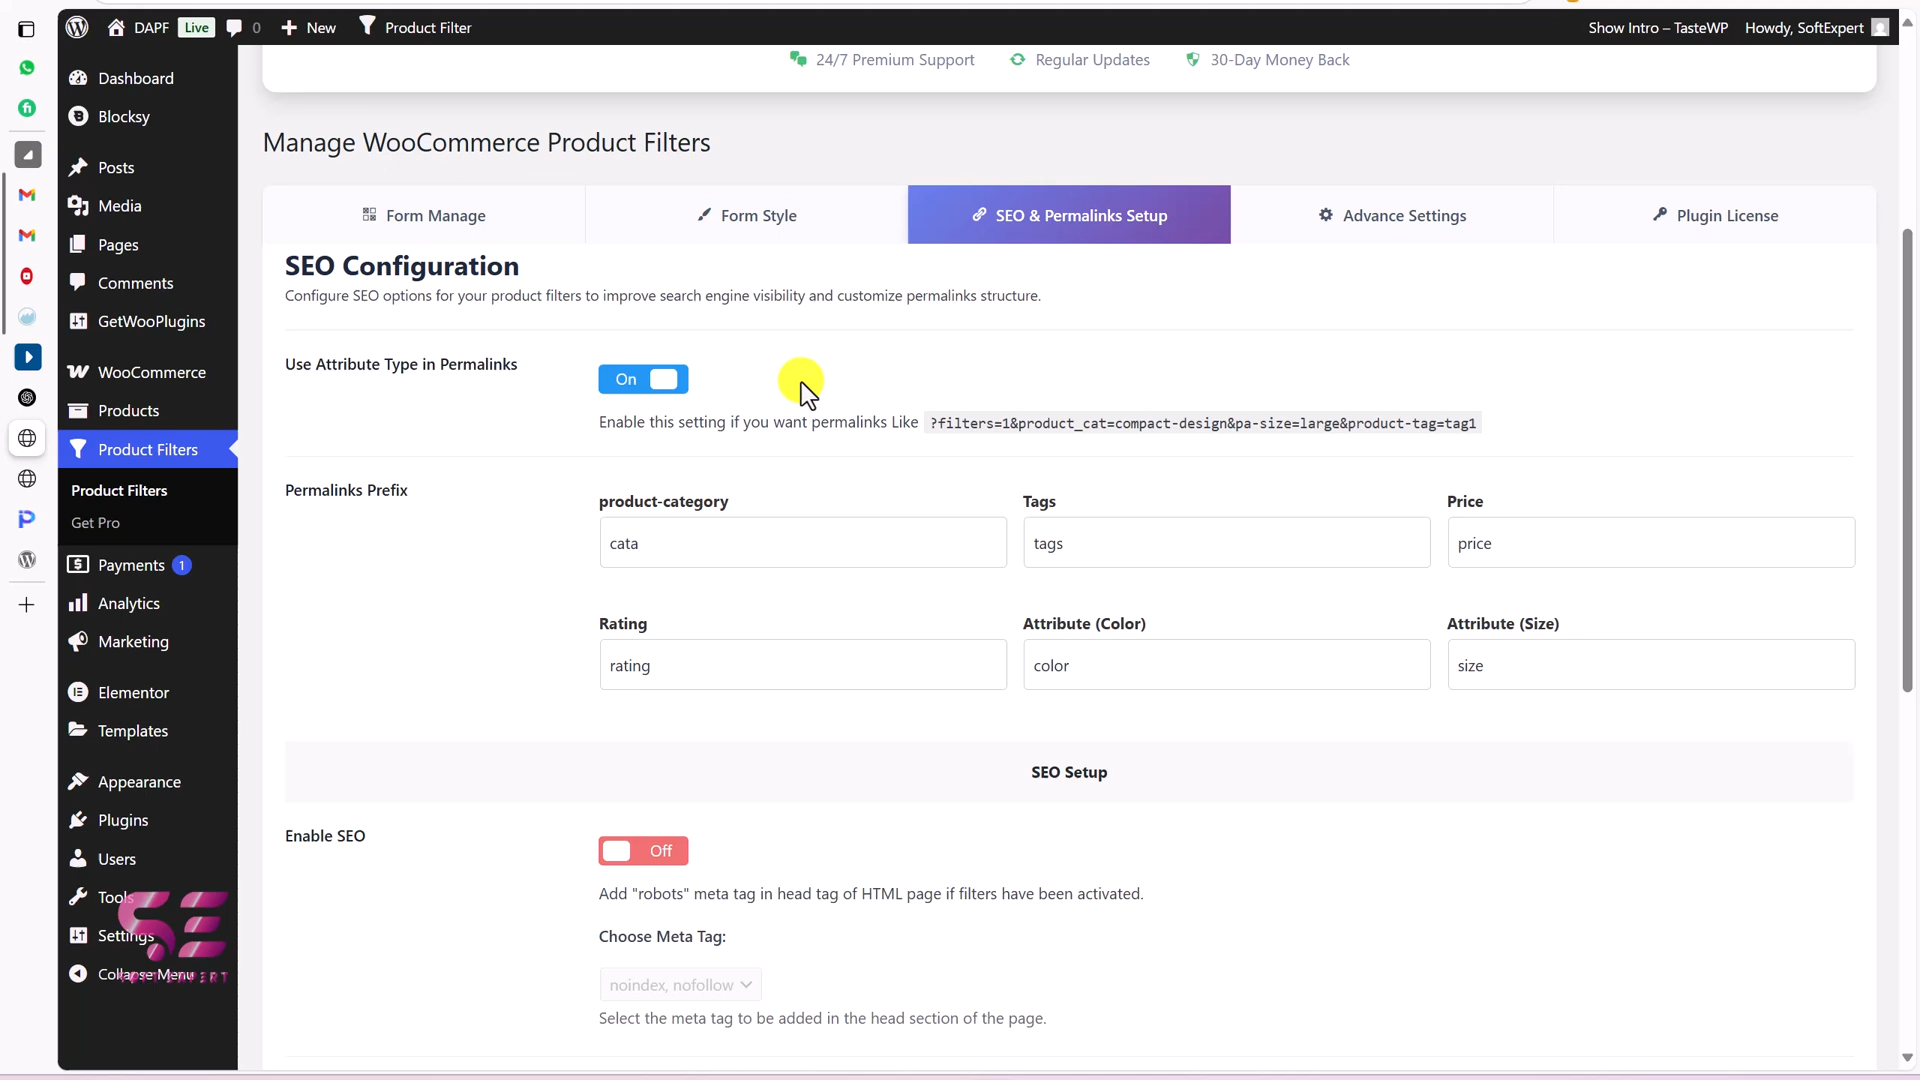 DAPF Live 0 New Product Filter Show Intro – TasteWP Howdy, SoftExpert
24/7 Premium Support Regular Updates 30-Day Money Back
Dashboard
Blocksy
Posts
Media
Pages
Comments
GetWooPlugins
WooCommerce
Products
Product Filters
Product Filters
Get Pro
Payments 1
Analytics
Marketing
Elementor
Templates
Appearance
Plugins
Users
Tools
Settings
Collapse Menu
SE
SOFT EXPERT
Manage WooCommerce Product Filters
Form Manage Form Style SEO & Permalinks Setup Advance Settings Plugin License
SEO Configuration
Configure SEO options for your product filters to improve search engine visibility and customize permalinks structure.
Use Attribute Type in Permalinks
On
Enable this setting if you want permalinks Like ?filters=1&product_cat=compact-design&pa-size=large&product-tag=tag1
Permalinks Prefix
product-category Tags Price
cata tags price
Rating Attribute (Color) Attribute (Size)
rating color size
SEO Setup
Enable SEO
Off
Add "robots" meta tag in head tag of HTML page if filters have been activated.
Choose Meta Tag:
noindex, nofollow
Select the meta tag to be added in the head section of the page.